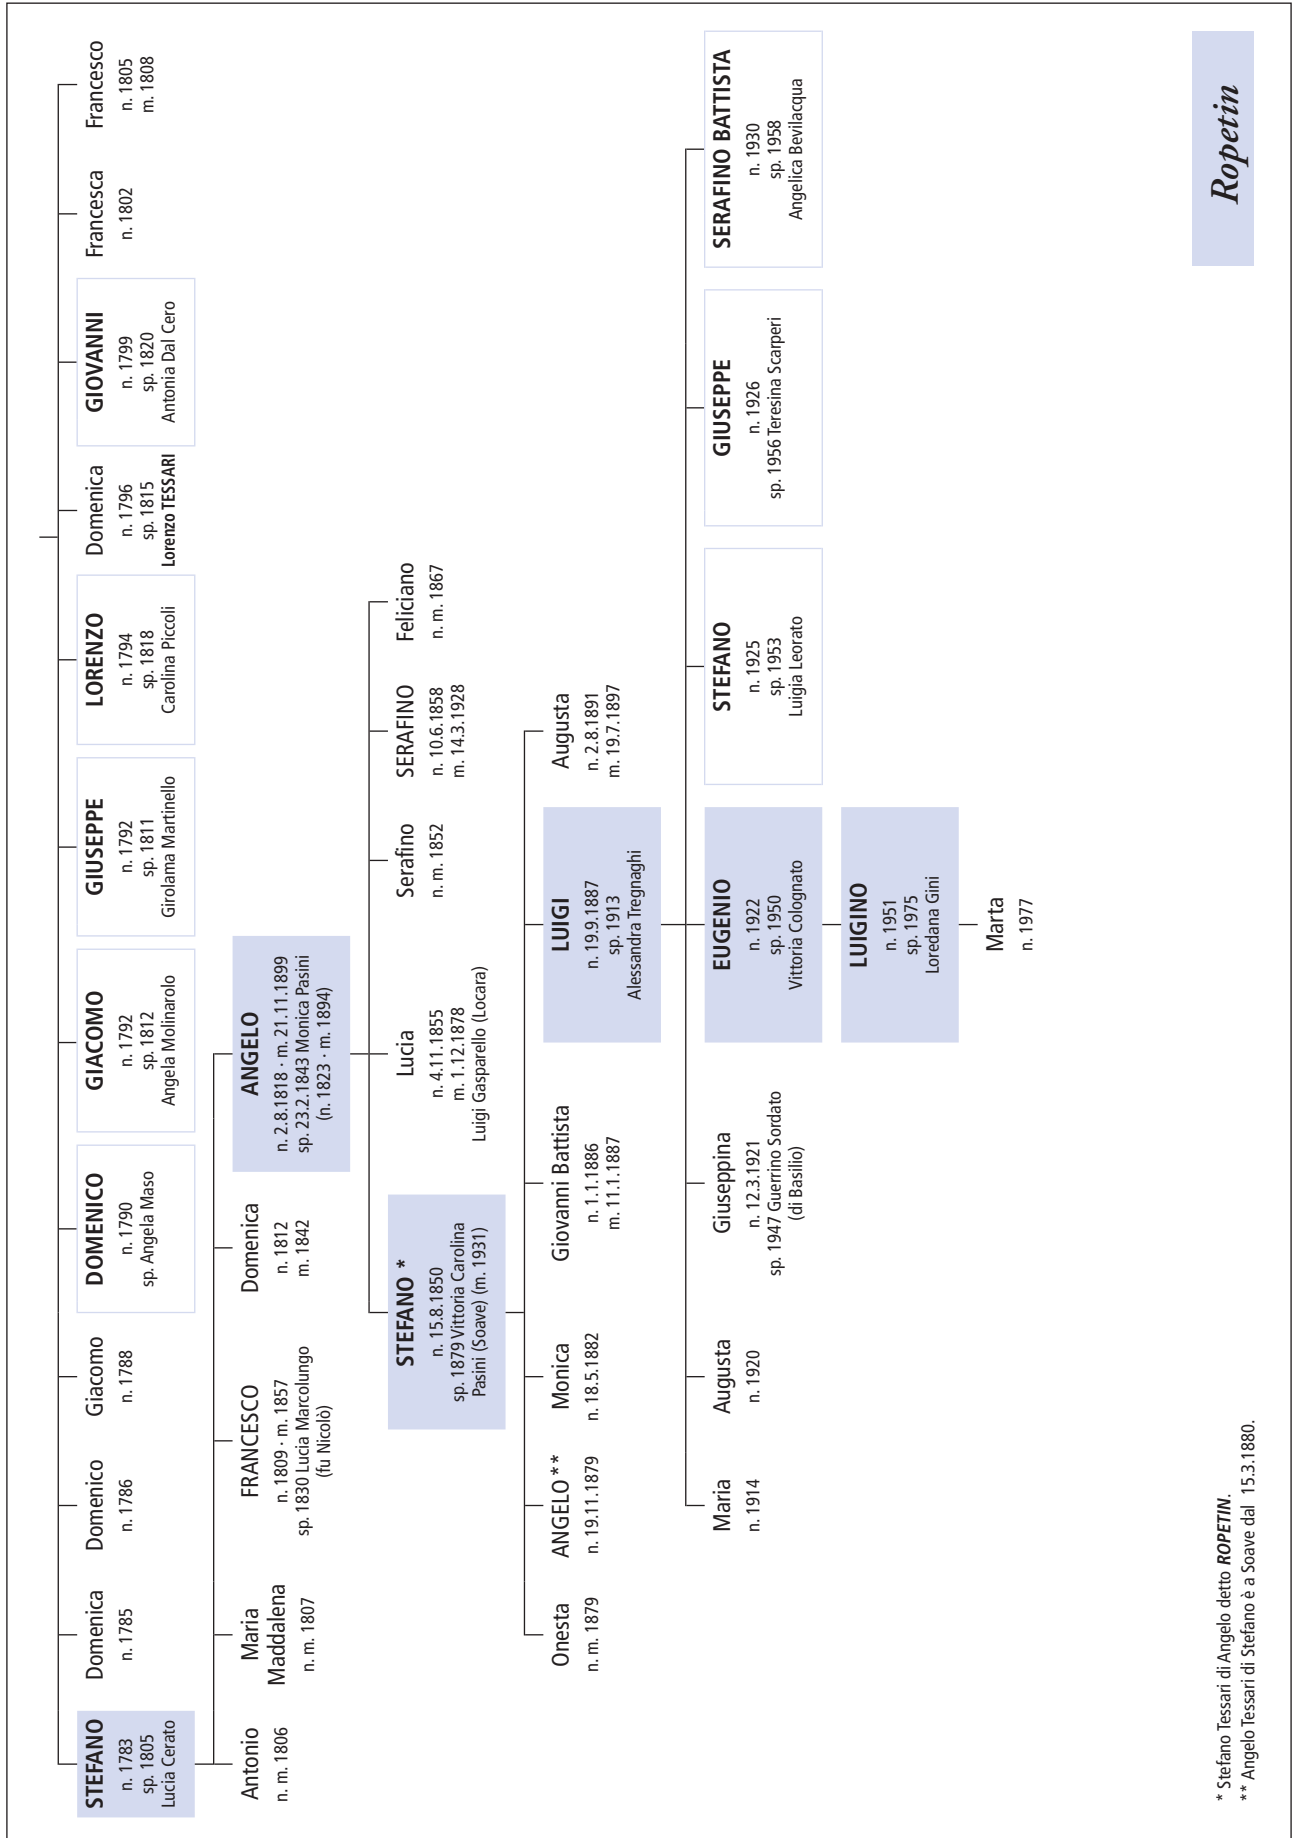 STEFANO
n. 1783
sp. 1805
Lucia Cerato
Domenica
n. 1785
Domenico
n. 1786
Giacomo
n. 1788
DOMENICO
n. 1790
sp. Angela Maso
GIACOMO
n. 1792
sp. 1812
Angela Molinarolo
GIUSEPPE
n. 1792
sp. 1811
Girolama Martinello
LORENZO
n. 1794
sp. 1818
Carolina Piccoli
Domenica
n. 1796
sp. 1815
Lorenzo TESSARI
GIOVANNI
n. 1799
sp. 1820
Antonia Dal Cero
Francesca
n. 1802
Francesco
n. 1805
m. 1808
Antonio
n. m. 1806
Maria
Maddalena
n. m. 1807
FRANCESCO
n. 1809 · m. 1857
sp. 1830 Lucia Marcolungo
(fu Nicolò)
Domenica
n. 1812
m. 1842
ANGELO
n. 2.8.1818 · m. 21.11.1899
sp. 23.2.1843 Monica Pasini
(n. 1823 · m. 1894)
STEFANO *
n. 15.8.1850
sp. 1879 Vittoria Carolina
Pasini (Soave) (m. 1931)
Lucia
n. 4.11.1855
m. 1.12.1878
Luigi Gasparello (Locara)
Serafino
n. m. 1852
SERAFINO
n. 10.6.1858
m. 14.3.1928
Feliciano
n. m. 1867
Onesta
n. m. 1879
ANGELO **
n. 19.11.1879
Monica
n. 18.5.1882
Giovanni Battista
n. 1.1.1886
m. 11.1.1887
LUIGI
n. 19.9.1887
sp. 1913
Alessandra Tregnaghi
Augusta
n. 2.8.1891
m. 19.7.1897
Maria
n. 1914
Augusta
n. 1920
Giuseppina
n. 12.3.1921
sp. 1947 Guerrino Sordato
(di Basilio)
EUGENIO
n. 1922
sp. 1950
Vittoria Colognato
STEFANO
n. 1925
sp. 1953
Luigia Leorato
GIUSEPPE
n. 1926
sp. 1956 Teresina Scarperi
SERAFINO BATTISTA
n. 1930
sp. 1958
Angelica Bevilacqua
LUIGINO
n. 1951
sp. 1975
Loredana Gini
Marta
n. 1977
* Stefano Tessari di Angelo detto ROPETIN.
** Angelo Tessari di Stefano è a Soave dal 15.3.1880.
Ropetin